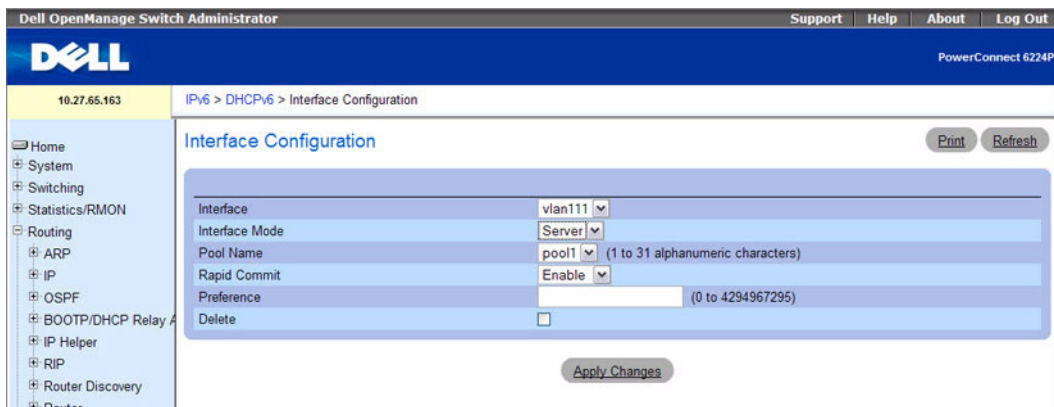 Dell OpenManage Switch Administrator
Support Help About Log Out
DELL
PowerConnect 6224P
10.27.65.163
IPv6 > DHCPv6 > Interface Configuration
Home
System
Switching
Statistics/RMON
Routing
ARP
IP
OSPF
BOOTP/DHCP Relay A
IP Helper
RIP
Router Discovery
Router
Interface Configuration
Print Refresh
Interface vlan111
Interface Mode Server
Pool Name pool1 (1 to 31 alphanumeric characters)
Rapid Commit Enable
Preference (0 to 4294967295)
Delete
Apply Changes